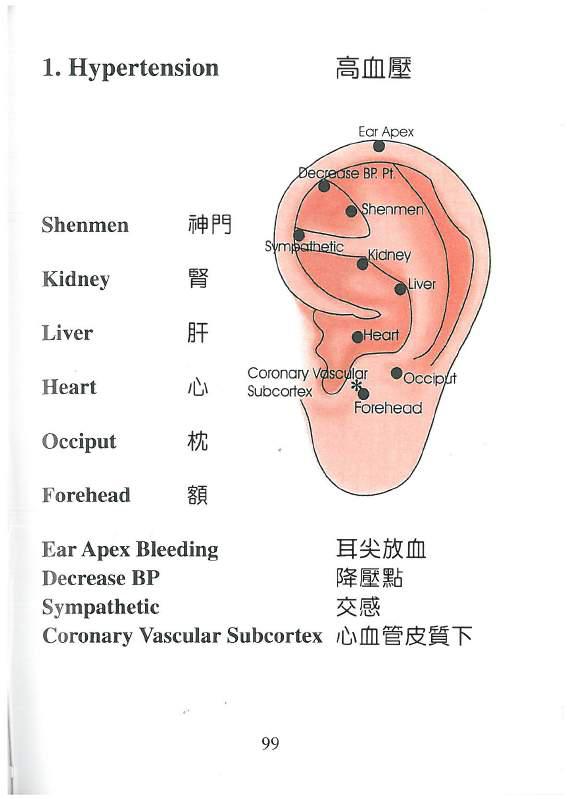 1. Hypertension 高血壓
Ear Apex
Decrease BP. Pt.
Shenmen
Sympathetic
Kidney
Liver
Heart
Coronary Vascular
Subcortex
*
Occiput
Forehead
Shenmen 神門
Kidney 腎
Liver 肝
Heart 心
Occiput 枕
Forehead 額
Ear Apex Bleeding 耳尖放血
Decrease BP 降壓點
Sympathetic 交感
Coronary Vascular Subcortex 心血管皮質下
99